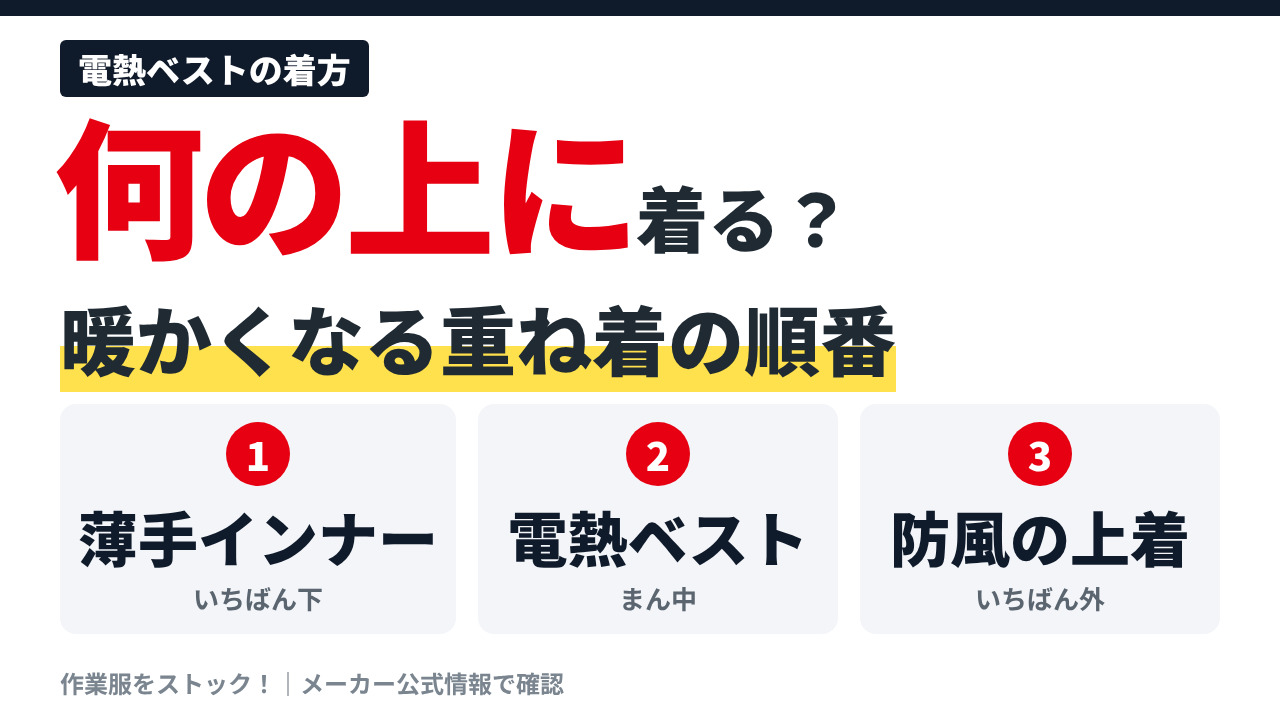 電熱ベストの着方
何の上に着る？
暖かくなる重ね着の順番
1
薄手インナー
いちばん下
2
電熱ベスト
まん中
3
防風の上着
いちばん外
作業服をストック！｜メーカー公式情報で確認